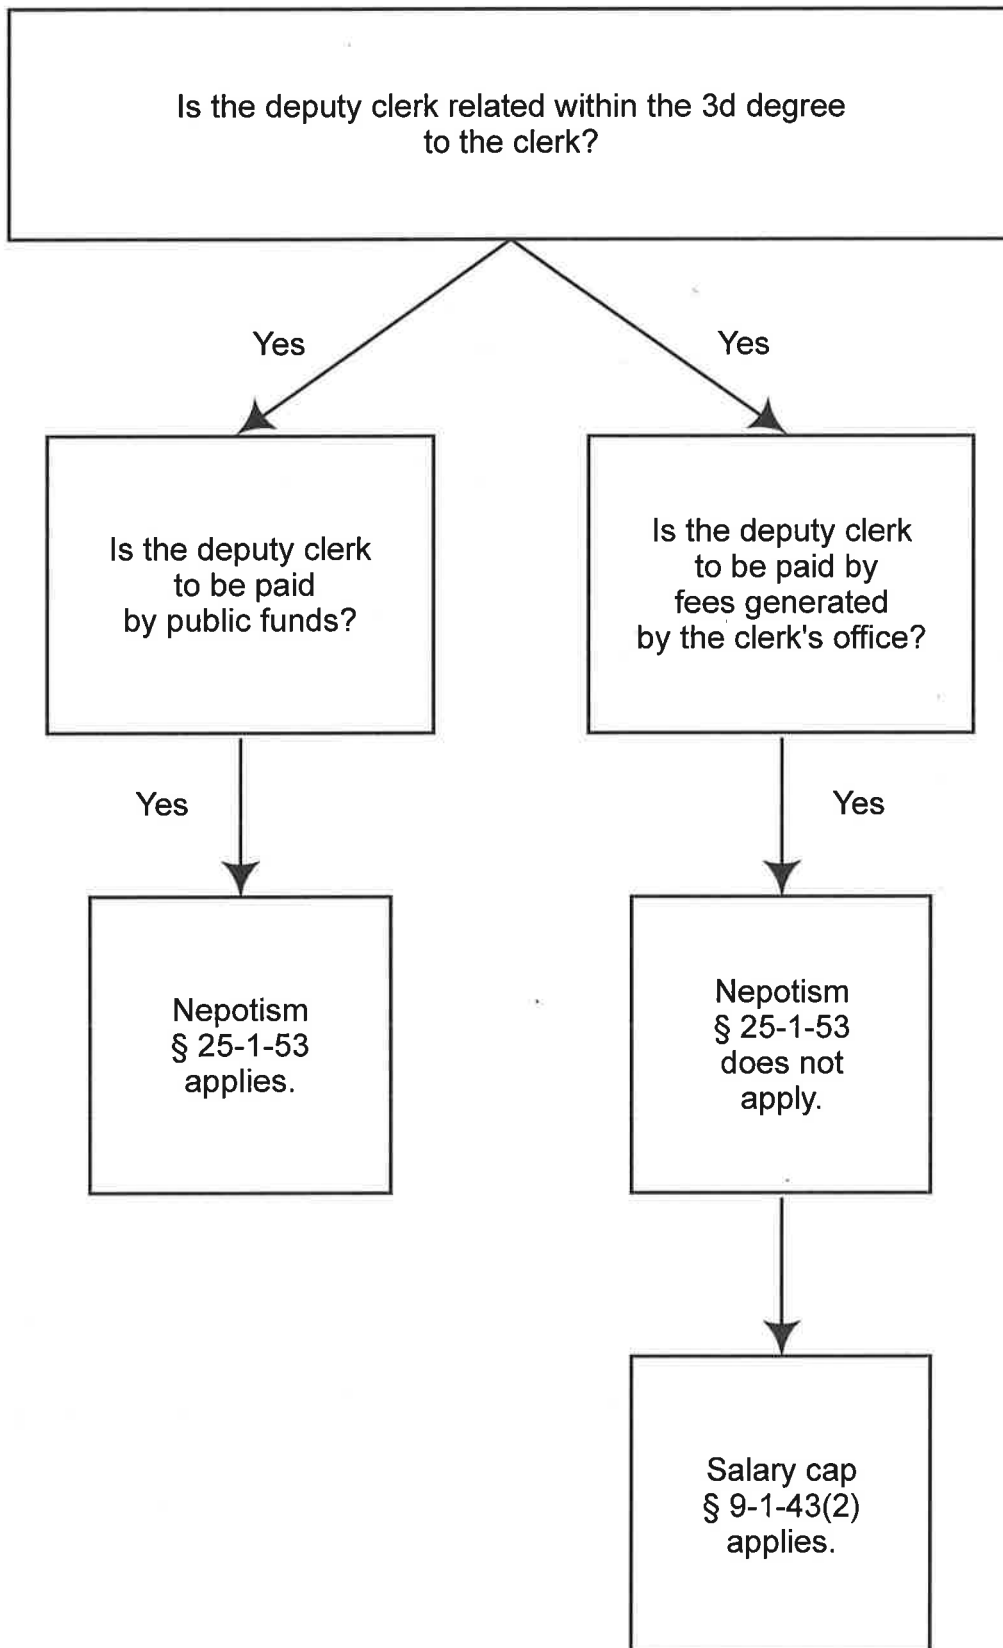 Is the deputy clerk related within the 3d degree
to the clerk?
Yes
Yes
Is the deputy clerk
to be paid
by public funds?
Is the deputy clerk
to be paid by
fees generated
by the clerk's office?
Yes
Yes
Nepotism
§ 25-1-53
applies.
Nepotism
§ 25-1-53
does not
apply.
Salary cap
§ 9-1-43(2)
applies.